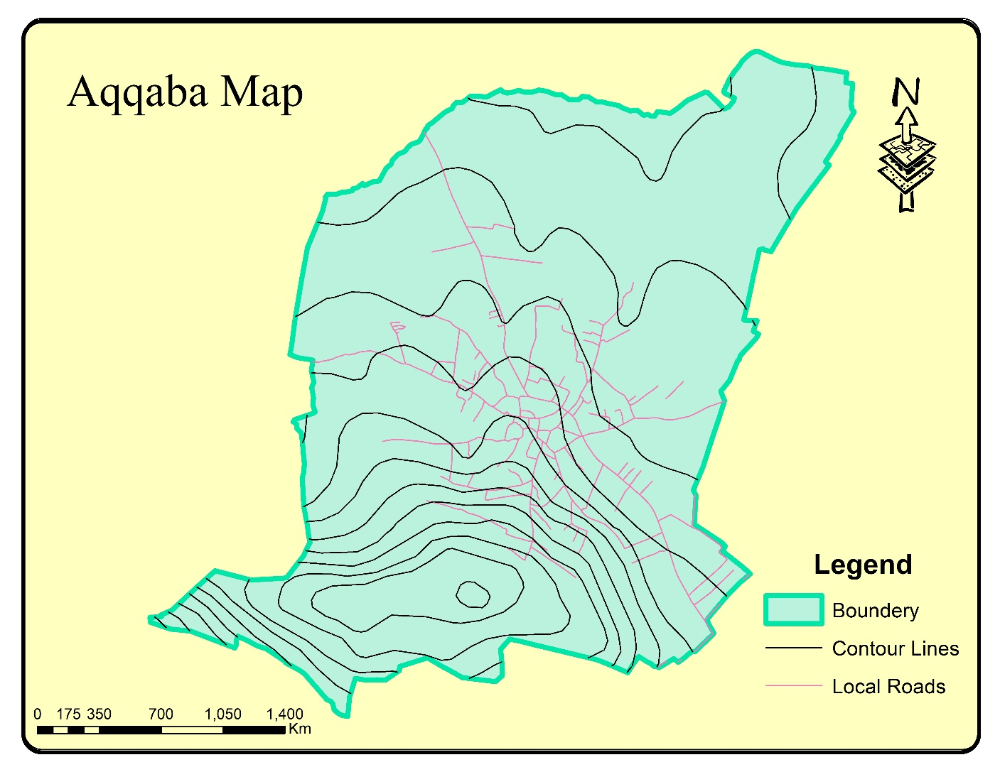 Aqqaba Map
N
Legend
Boundery
Contour Lines
Local Roads
0 175 350 700 1,050 1,400
Km